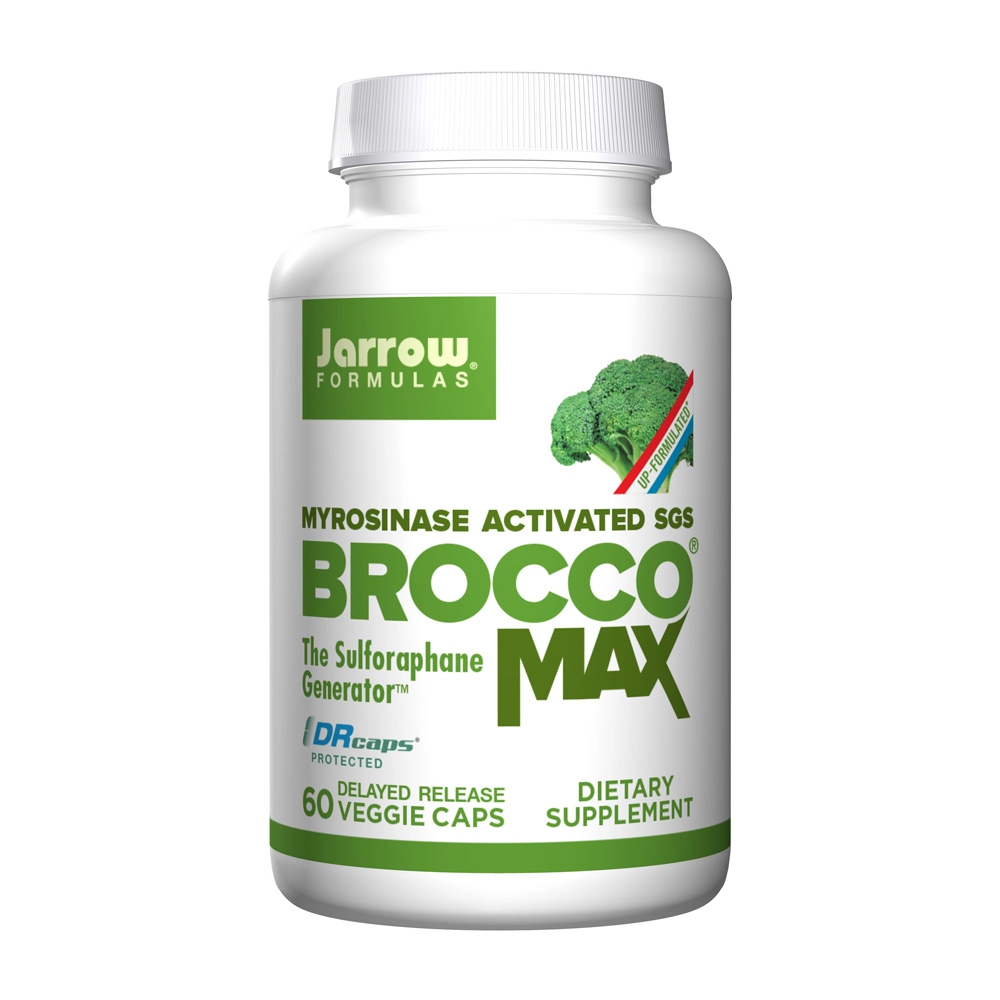 Jarrow®
FORMULAS
UP-FORMULATED*
MYROSINASE ACTIVATED SGS
BROCCO®
MAX
The Sulforaphane
Generator™
DRcaps®
PROTECTED
60 DELAYED RELEASE
VEGGIE CAPS
DIETARY
SUPPLEMENT